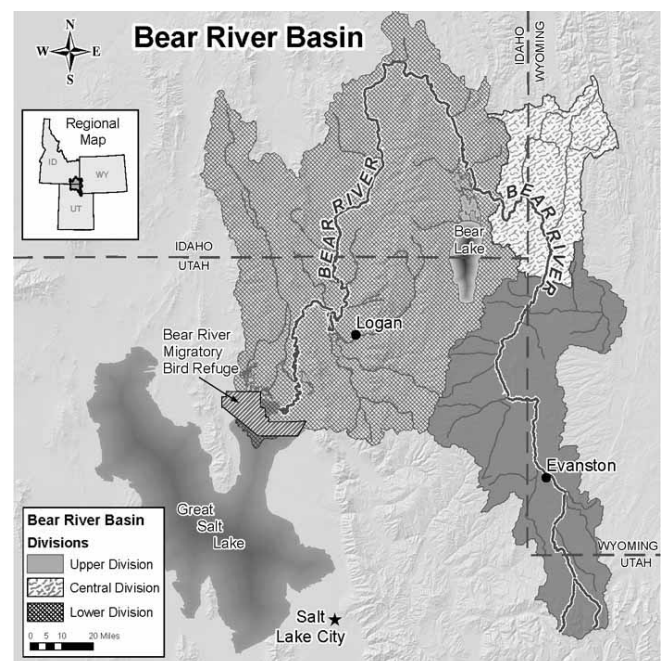 Bear River Basin
N
W E
S
IDAHO
WYOMING
Regional
Map
ID
WY
UT
BEAR RIVER
BEAR RIVER
Bear
Lake
IDAHO
UTAH
Logan
Bear River
Migratory
Bird Refuge
Evanston
Great
Salt
Lake
WYOMING
UTAH
Bear River Basin
Divisions
Upper Division
Central Division
Lower Division
0 5 10 20 Miles
Salt
Lake City